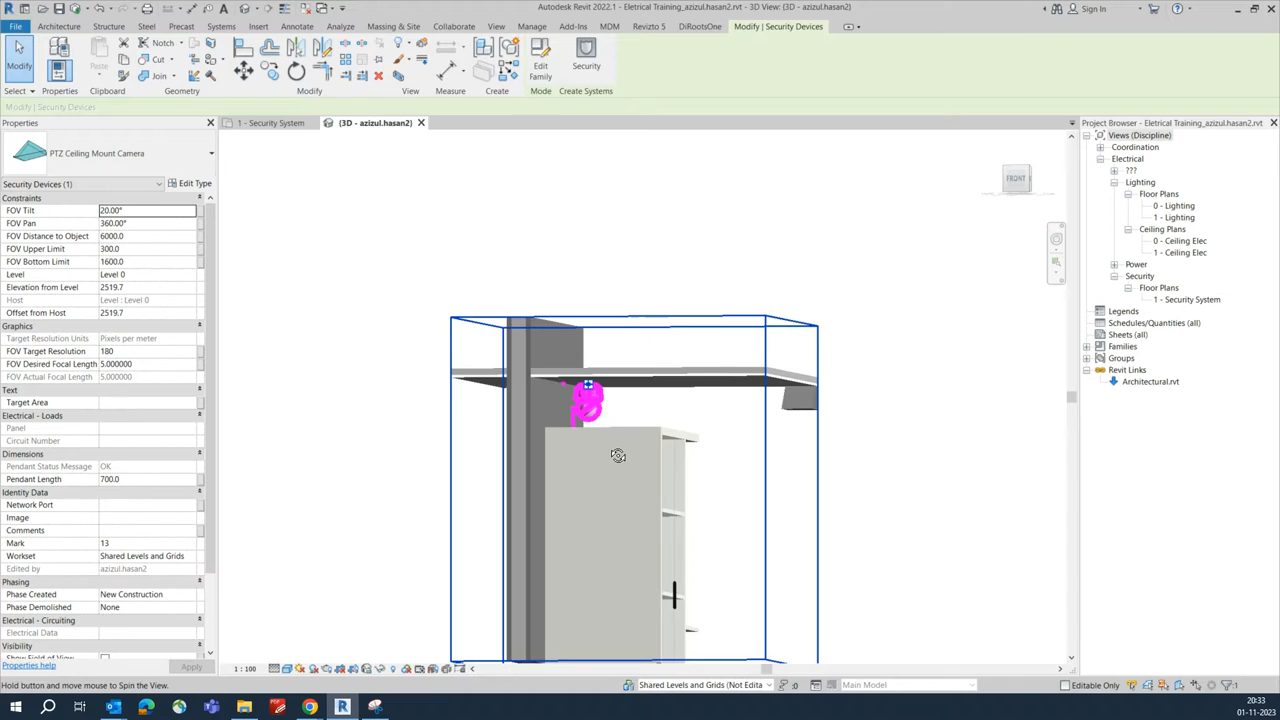 Autodesk Revit 2022.1 - Eletrical Training_azizul.hasan2.rvt - 3D View: {3D - azizul.hasan2}
Sign In
File Architecture Structure Steel Precast Systems Insert Annotate Analyze Massing & Site Collaborate View Manage Add-Ins MDM Revizto 5 DiRootsOne Modify | Security Devices
Modify
Paste
Notch
Cut
Join
Edit
Family
Security
Select Properties Clipboard Geometry Modify View Measure Create Mode Create Systems
Modify | Security Devices
Properties
1 - Security System
{3D - azizul.hasan2}
Project Browser - Eletrical Training_azizul.hasan2.rvt
PTZ Ceiling Mount Camera
Security Devices (1)
Edit Type
Constraints
FOV Tilt 20.00°
FOV Pan 360.00°
FOV Distance to Object 6000.0
FOV Upper Limit 300.0
FOV Bottom Limit 1600.0
Level Level 0
Elevation from Level 2519.7
Host Level : Level 0
Offset from Host 2519.7
Graphics
Target Resolution Units Pixels per meter
FOV Target Resolution 180
FOV Desired Focal Length 5.000000
FOV Actual Focal Length 5.000000
Text
Target Area
Electrical - Loads
Panel
Circuit Number
Dimensions
Pendant Status Message OK
Pendant Length 700.0
Identity Data
Network Port
Image
Comments
Mark 13
Workset Shared Levels and Grids
Edited by azizul.hasan2
Phasing
Phase Created New Construction
Phase Demolished None
Electrical - Circuiting
Electrical Data
Visibility
Properties help
Apply
FRONT
Views (Discipline)
Coordination
Electrical
???
Lighting
Floor Plans
0 - Lighting
1 - Lighting
Ceiling Plans
0 - Ceiling Elec
1 - Ceiling Elec
Power
Security
Floor Plans
1 - Security System
Legends
Schedules/Quantities (all)
Sheets (all)
Families
Groups
Revit Links
Architectural.rvt
1 : 100
Hold button and move mouse to Spin the View.
Shared Levels and Grids (Not Edita
:0
Main Model
Editable Only
:1
20:33
01-11-2023